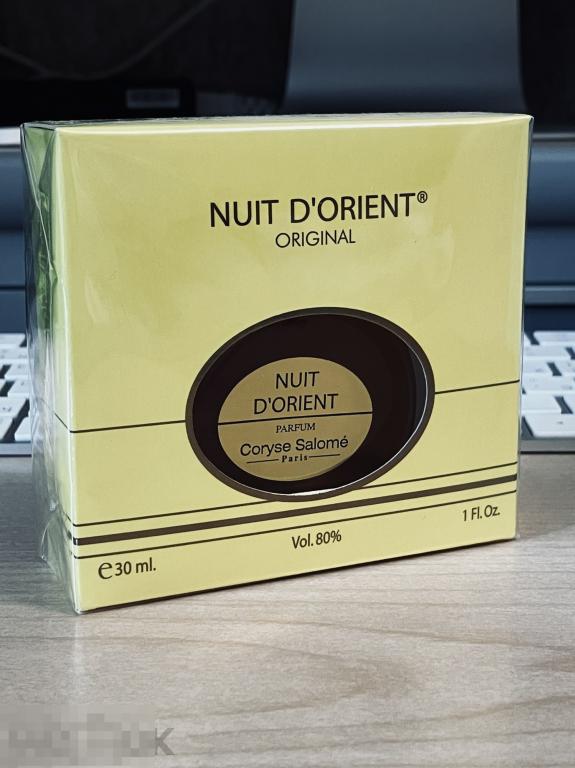 NUIT D'ORIENT®
ORIGINAL
NUIT
D'ORIENT
PARFUM
Coryse Salomé
Paris
℮30 ml.
Vol. 80%
1 Fl. Oz.